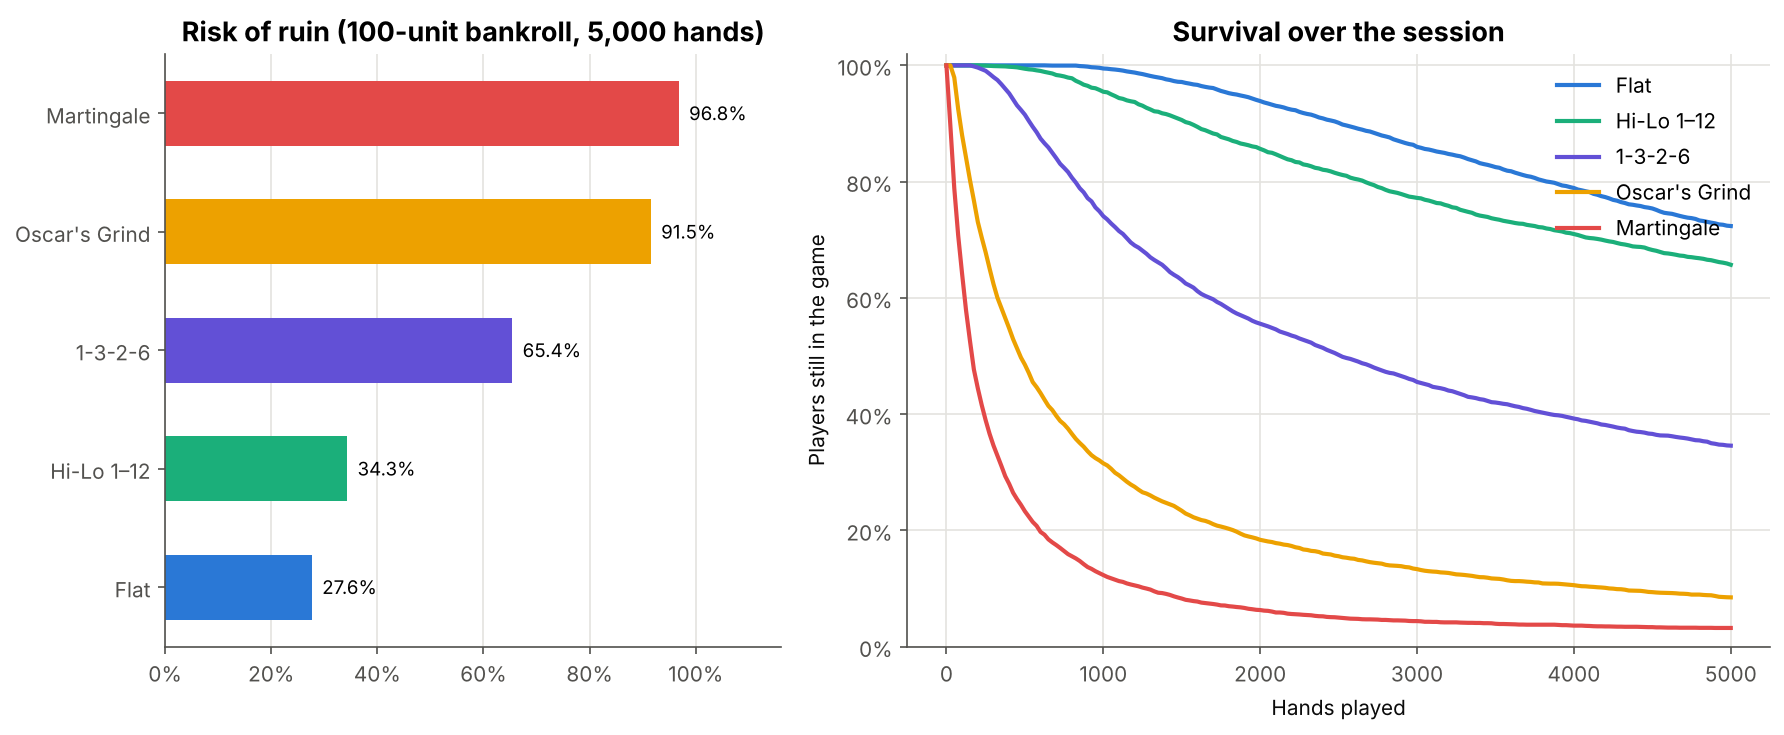 Risk of ruin (100-unit bankroll, 5,000 hands)
Martingale
96.8%
Oscar's Grind
91.5%
1-3-2-6
65.4%
Hi-Lo 1–12
34.3%
Flat
27.6%
0%
20%
40%
60%
80%
100%
Survival over the session
Players still in the game
100%
80%
60%
40%
20%
0%
Flat
Hi-Lo 1–12
1-3-2-6
Oscar's Grind
Martingale
0
1000
2000
3000
4000
5000
Hands played